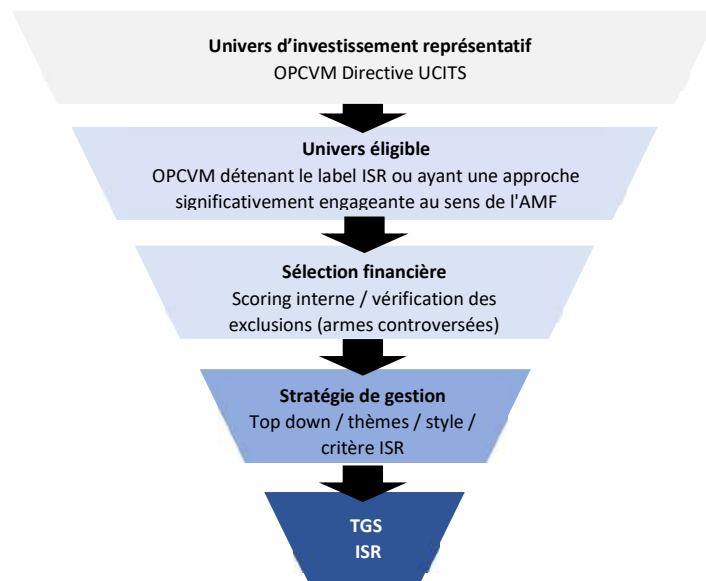 Univers d’investissement représentatif
OPCVM Directive UCITS
Univers éligible
OPCVM détenant le label ISR ou ayant une approche
significativement engageante au sens de l'AMF
Sélection financière
Scoring interne / vérification des
exclusions (armes controversées)
Stratégie de gestion
Top down / thèmes / style /
critère ISR
TGS
ISR